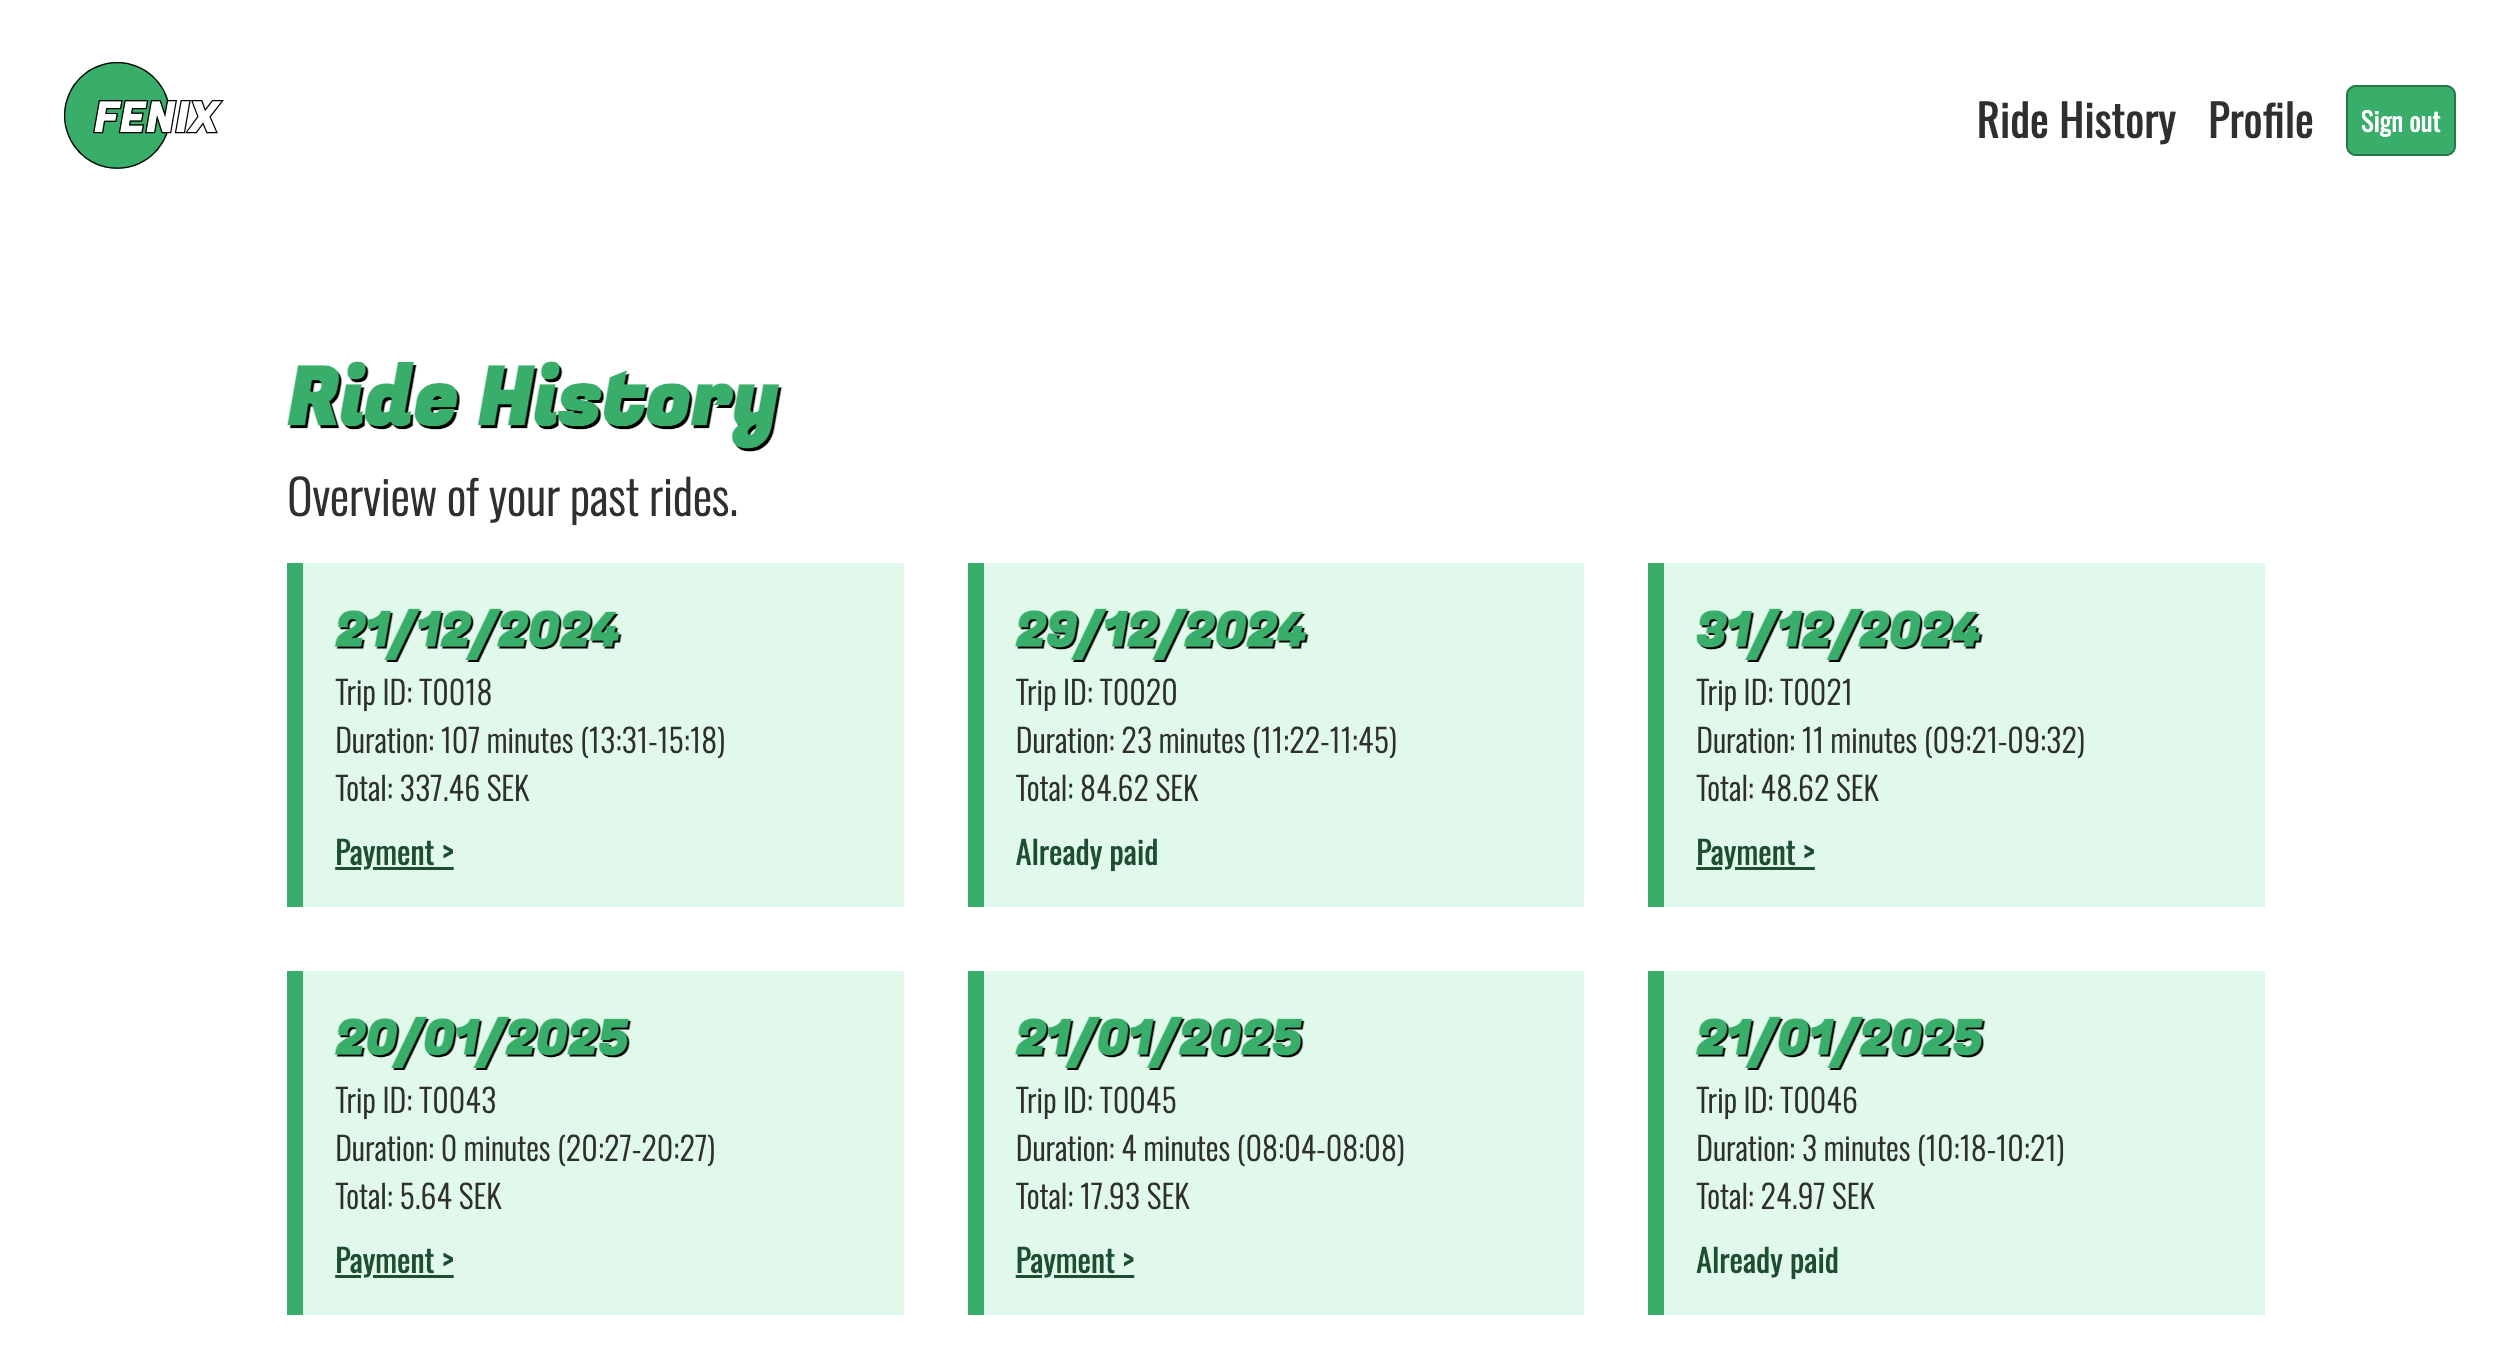 FENIX
Ride History
Profile
Sign out
Ride History
Overview of your past rides.
21/12/2024
Trip ID: T0018
Duration: 107 minutes (13:31-15:18)
Total: 337.46 SEK
Payment >
29/12/2024
Trip ID: T0020
Duration: 23 minutes (11:22-11:45)
Total: 84.62 SEK
Already paid
31/12/2024
Trip ID: T0021
Duration: 11 minutes (09:21-09:32)
Total: 48.62 SEK
Payment >
20/01/2025
Trip ID: T0043
Duration: 0 minutes (20:27-20:27)
Total: 5.64 SEK
Payment >
21/01/2025
Trip ID: T0045
Duration: 4 minutes (08:04-08:08)
Total: 17.93 SEK
Payment >
21/01/2025
Trip ID: T0046
Duration: 3 minutes (10:18-10:21)
Total: 24.97 SEK
Already paid